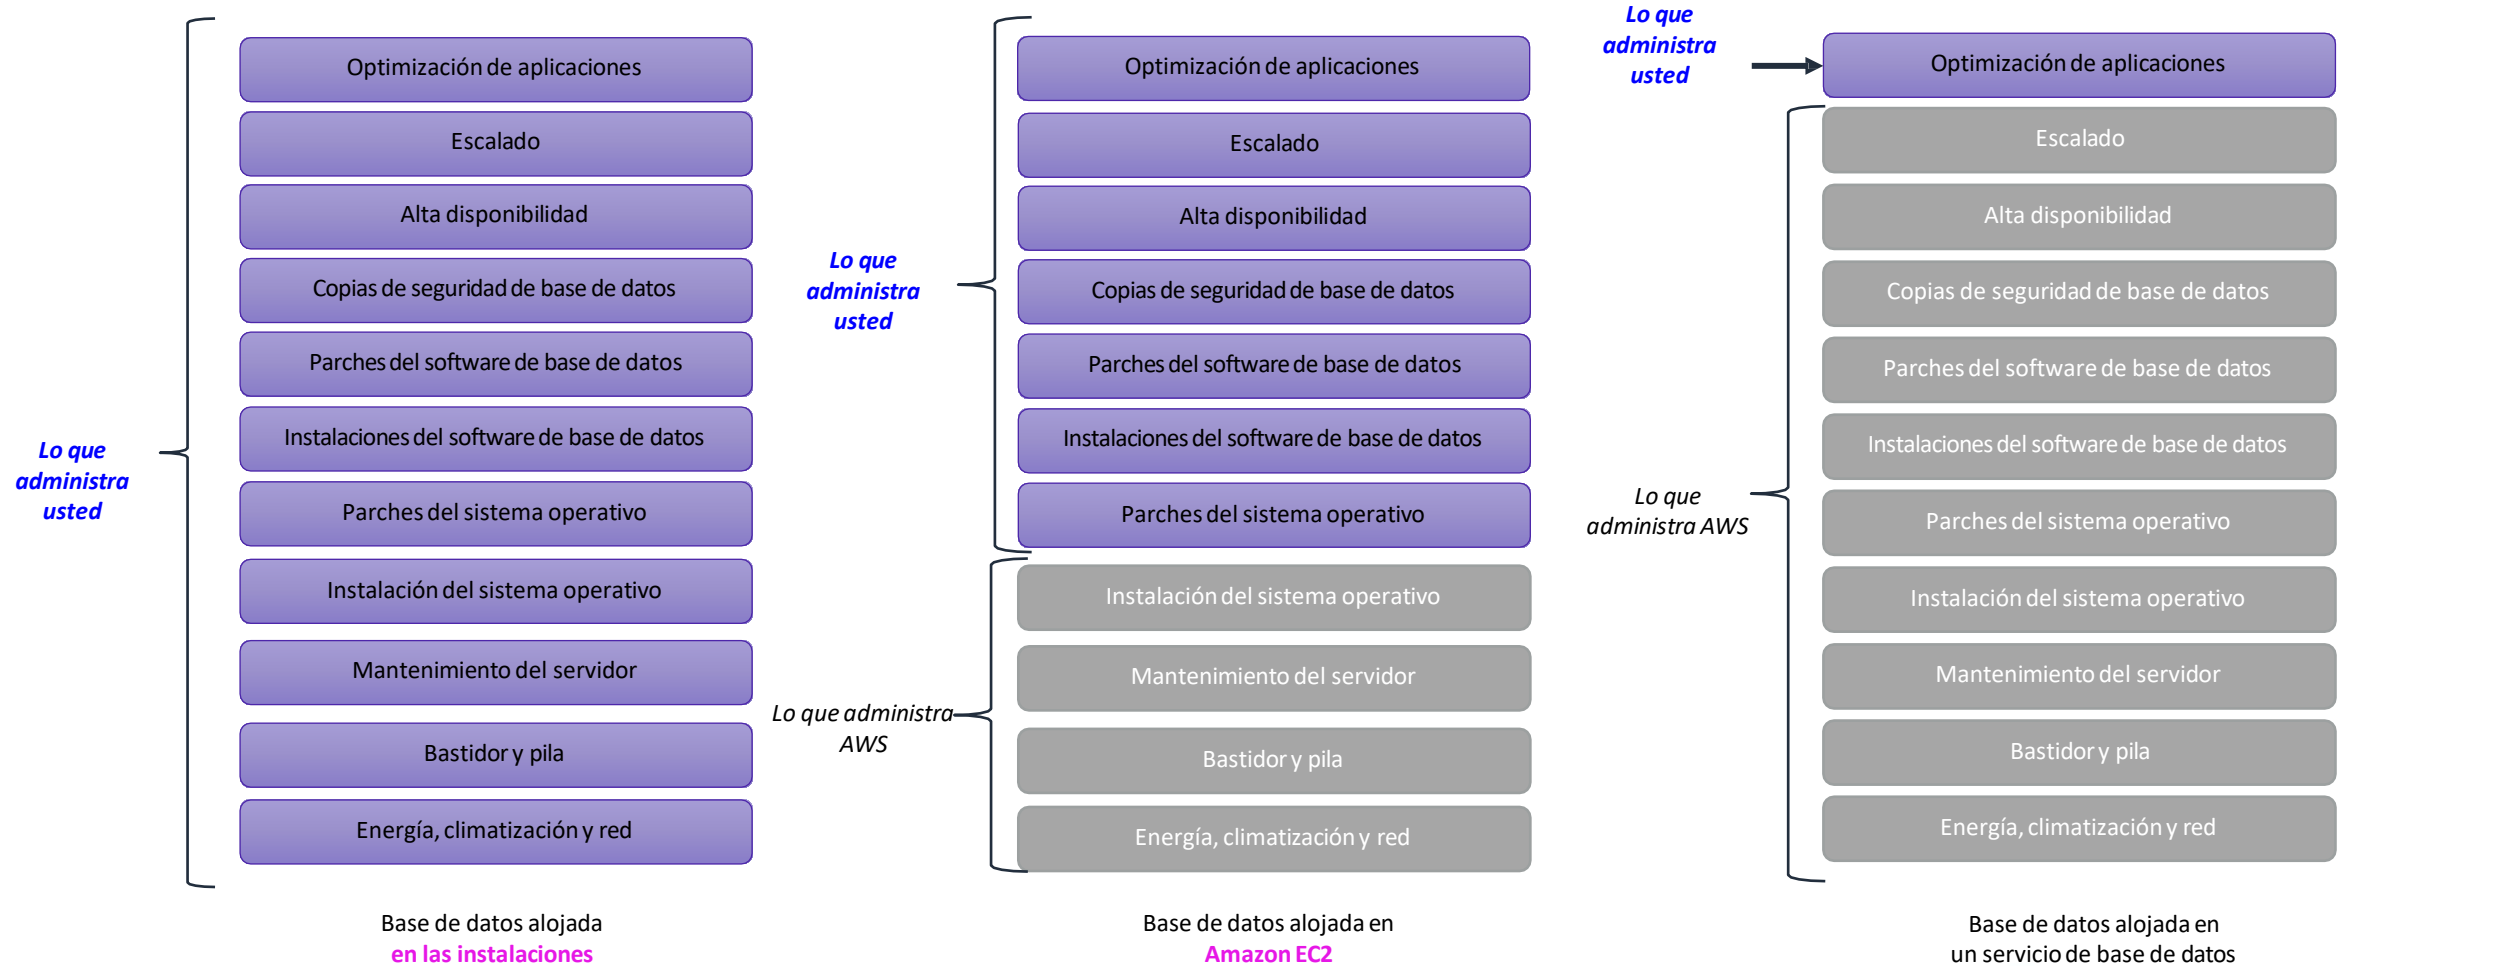 Lo que
administra
usted
Optimización de aplicaciones
Escalado
Alta disponibilidad
Copias de seguridad de base de datos
Parches del software de base de datos
Instalaciones del software de base de datos
Parches del sistema operativo
Instalación del sistema operativo
Mantenimiento del servidor
Bastidor y pila
Energía, climatización y red
Base de datos alojada
en las instalaciones
Lo que
administra
usted
Optimización de aplicaciones
Escalado
Alta disponibilidad
Copias de seguridad de base de datos
Parches del software de base de datos
Instalaciones del software de base de datos
Parches del sistema operativo
Lo que administra
AWS
Instalación del sistema operativo
Mantenimiento del servidor
Bastidor y pila
Energía, climatización y red
Base de datos alojada en
Amazon EC2
Lo que
administra
usted
Optimización de aplicaciones
Lo que
administra AWS
Escalado
Alta disponibilidad
Copias de seguridad de base de datos
Parches del software de base de datos
Instalaciones del software de base de datos
Parches del sistema operativo
Instalación del sistema operativo
Mantenimiento del servidor
Bastidor y pila
Energía, climatización y red
Base de datos alojada en
un servicio de base de datos